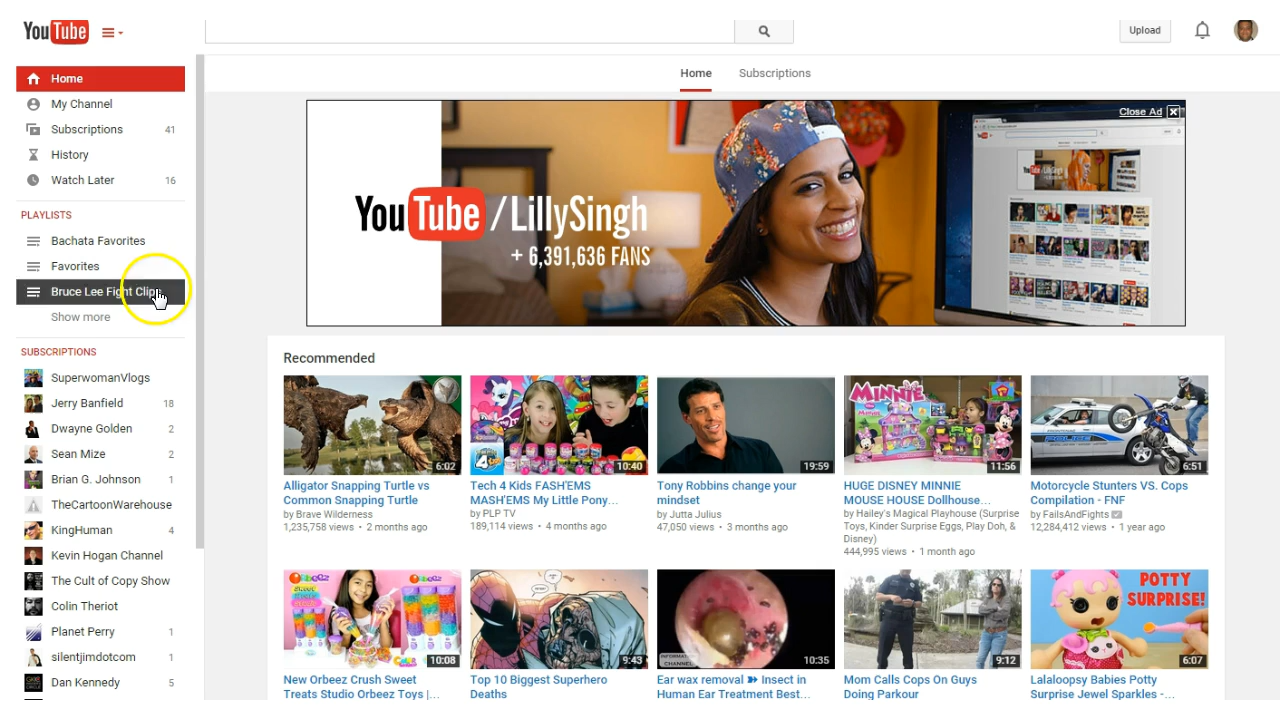 YouTube
Upload
Home
My Channel
Subscriptions 41
History
Watch Later 16
PLAYLISTS
Bachata Favorites
Favorites
Bruce Lee Fight Clips
Show more
SUBSCRIPTIONS
SuperwomanVlogs
Jerry Banfield 18
Dwayne Golden 2
Sean Mize 2
Brian G. Johnson 1
TheCartoonWarehouse
KingHuman 4
Kevin Hogan Channel
The Cult of Copy Show
Colin Theriot
Planet Perry 1
silentjimdotcom 1
Dan Kennedy 5
Home Subscriptions
Close Ad X
YouTube /LillySingh
+ 6,391,636 FANS
Recommended
6:02
Alligator Snapping Turtle vs
Common Snapping Turtle
by Brave Wilderness
1,235,758 views • 2 months ago
10:40
Tech 4 Kids FASH'EMS
MASH'EMS My Little Pony...
by PLP TV
189,114 views • 4 months ago
19:59
Tony Robbins change your
mindset
by Jutta Julius
47,050 views • 3 months ago
MINNIE
11:56
HUGE DISNEY MINNIE
MOUSE HOUSE Dollhouse...
by Hailey's Magical Playhouse (Surprise
Toys, Kinder Surprise Eggs, Play Doh, &
Disney)
444,995 views • 1 month ago
POLICE
6:51
Motorcycle Stunters VS. Cops
Compilation - FNF
by FailsAndFights
12,284,412 views • 1 year ago
10:08
New Orbeez Crush Sweet
Treats Studio Orbeez Toys |...
9:43
Top 10 Biggest Superhero
Deaths
INFORMATION
CHANNEL
10:35
Ear wax removal ➽ Insect in
Human Ear Treatment Best...
9:12
Mom Calls Cops On Guys
Doing Parkour
POTTY
SURPRISE!
6:07
Lalaloopsy Babies Potty
Surprise Jewel Sparkles -...